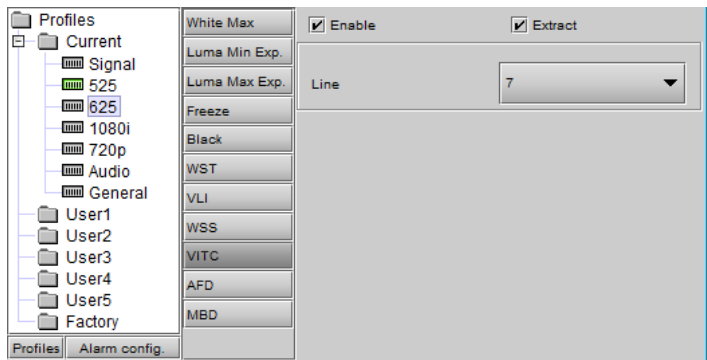 Profiles
Current
Signal
525
625
1080i
720p
Audio
General
User1
User2
User3
User4
User5
Factory
Profiles
Alarm config.
White Max
Luma Min Exp.
Luma Max Exp.
Freeze
Black
WST
VLI
WSS
VITC
AFD
MBD
Enable
Extract
Line
7